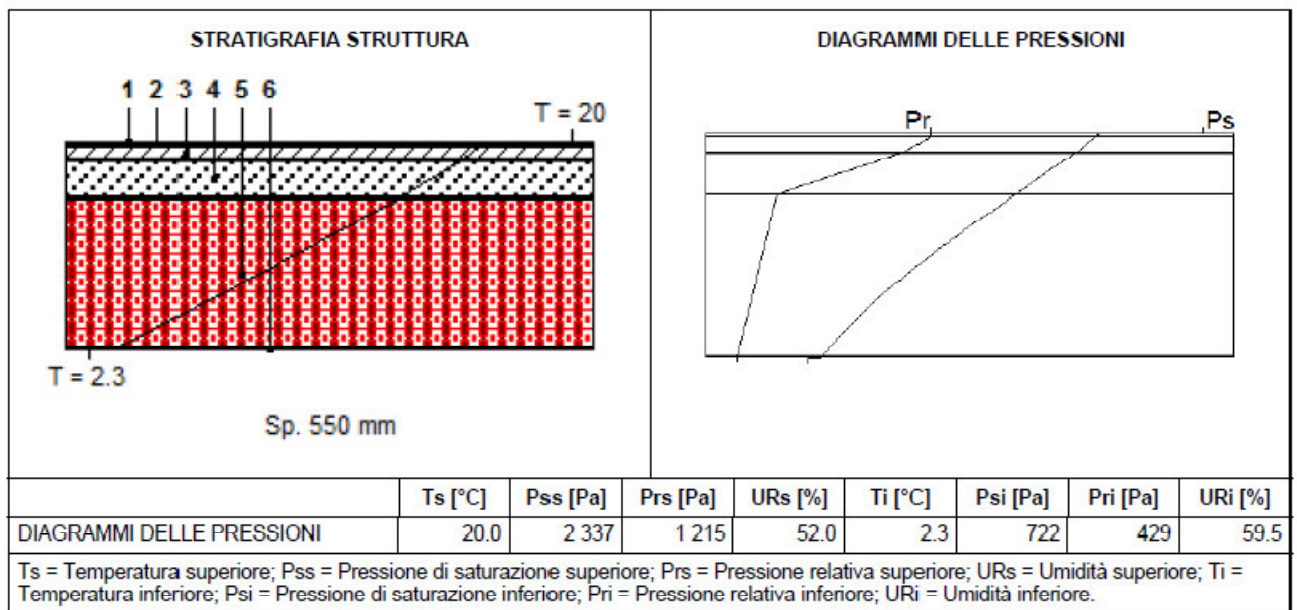 STRATIGRAFIA STRUTTURA
1 2 3 4 5 6
T = 20
T = 2.3
Sp. 550 mm
DIAGRAMMI DELLE PRESSIONI
Pr
Ps
Ts [°C] Pss [Pa] Prs [Pa] URs [%] Ti [°C] Psi [Pa] Pri [Pa] URi [%]
DIAGRAMMI DELLE PRESSIONI 20.0 2 337 1 215 52.0 2.3 722 429 59.5
Ts = Temperatura superiore; Pss = Pressione di saturazione superiore; Prs = Pressione relativa superiore; URs = Umidità superiore; Ti =
Temperatura inferiore; Psi = Pressione di saturazione inferiore; Pri = Pressione relativa inferiore; URi = Umidità inferiore.